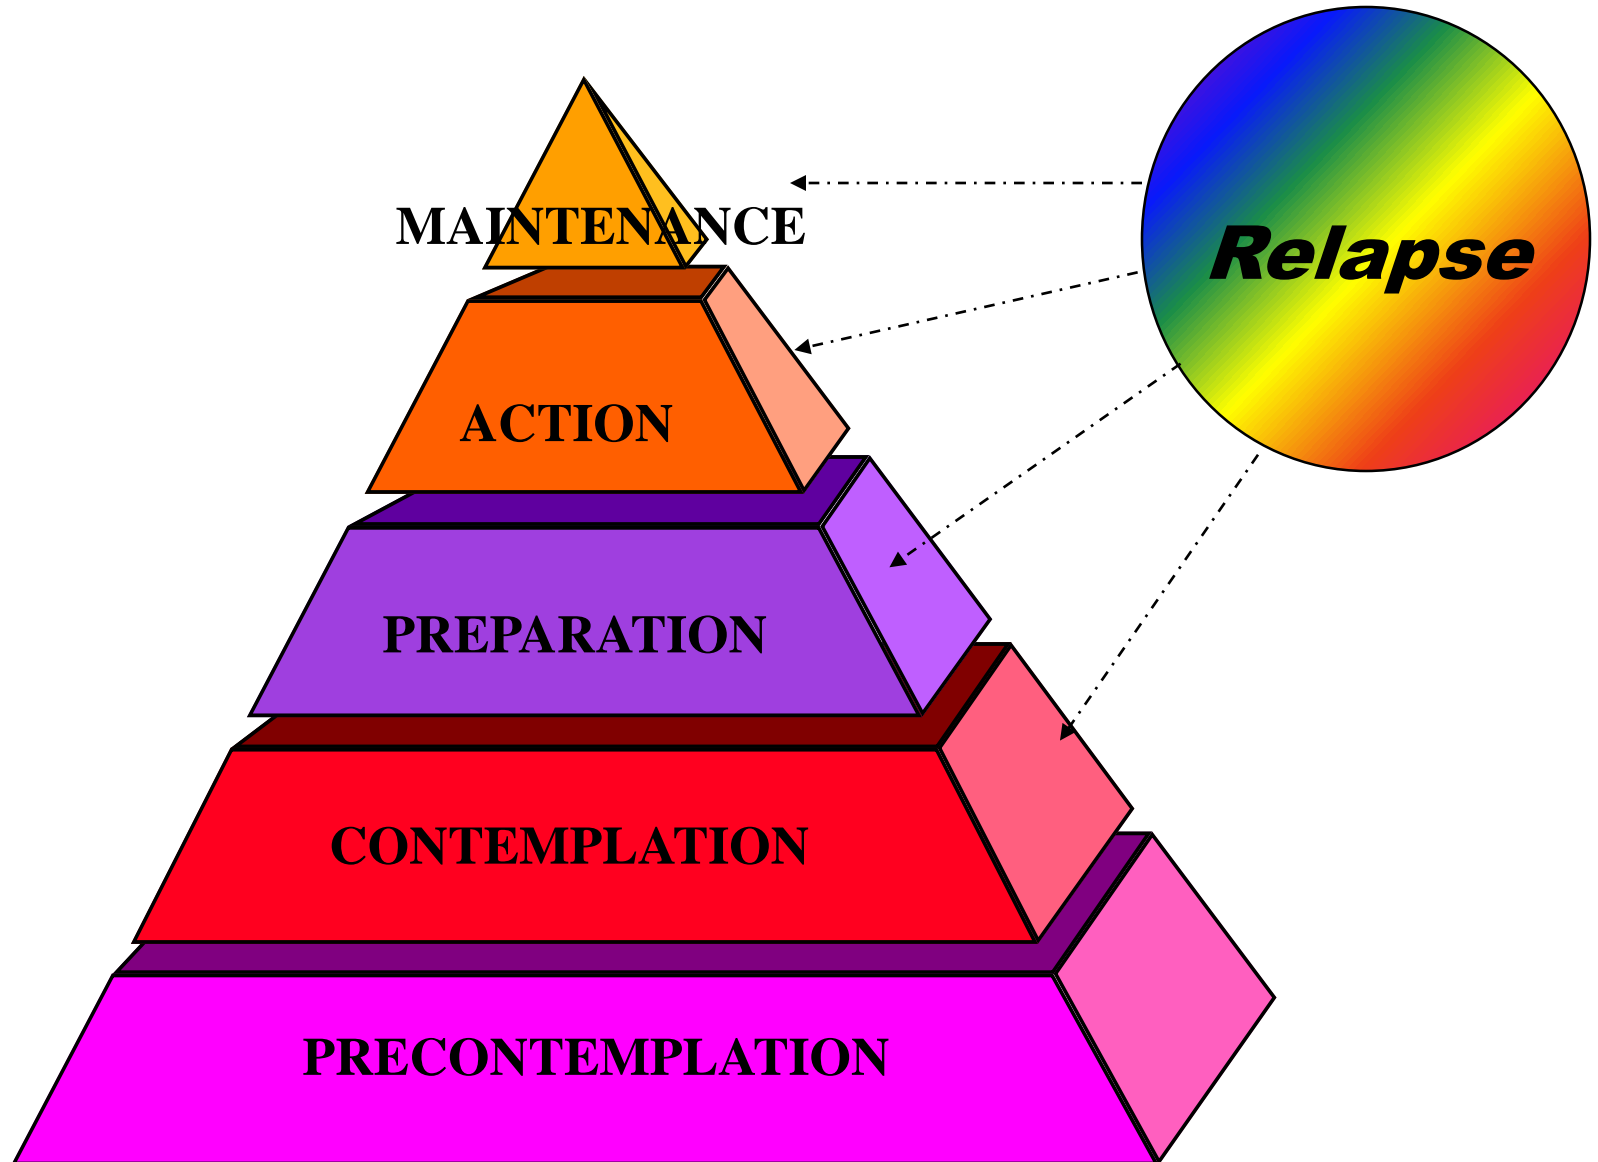 MAINTENANCE
Relapse
ACTION
PREPARATION
CONTEMPLATION
PRECONTEMPLATION